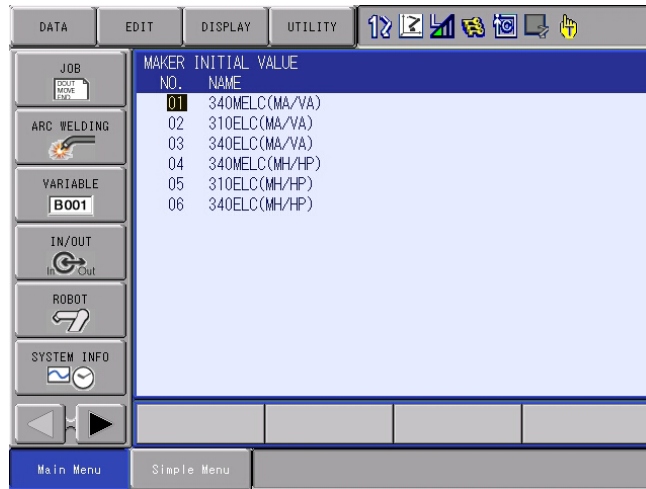 DATA EDIT DISPLAY UTILITY
JOB
DOUT
MOVE
END
ARC WELDING
VARIABLE
B001
IN/OUT
In Out
ROBOT
SYSTEM INFO
MAKER INITIAL VALUE
NO. NAME
01 340MELC(MA/VA)
02 310ELC(MA/VA)
03 340ELC(MA/VA)
04 340MELC(MH/HP)
05 310ELC(MH/HP)
06 340ELC(MH/HP)
Main Menu Simple Menu